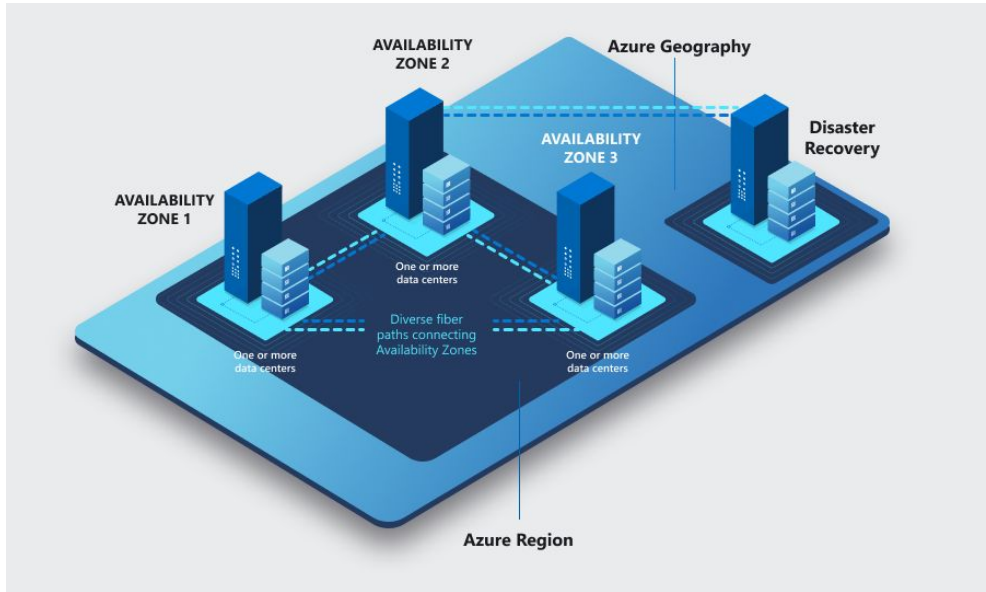 AVAILABILITY
ZONE 2
Azure Geography
Disaster
Recovery
AVAILABILITY
ZONE 3
AVAILABILITY
ZONE 1
One or more
data centers
Diverse fiber
paths connecting
Availability Zones
One or more
data centers
One or more
data centers
Azure Region